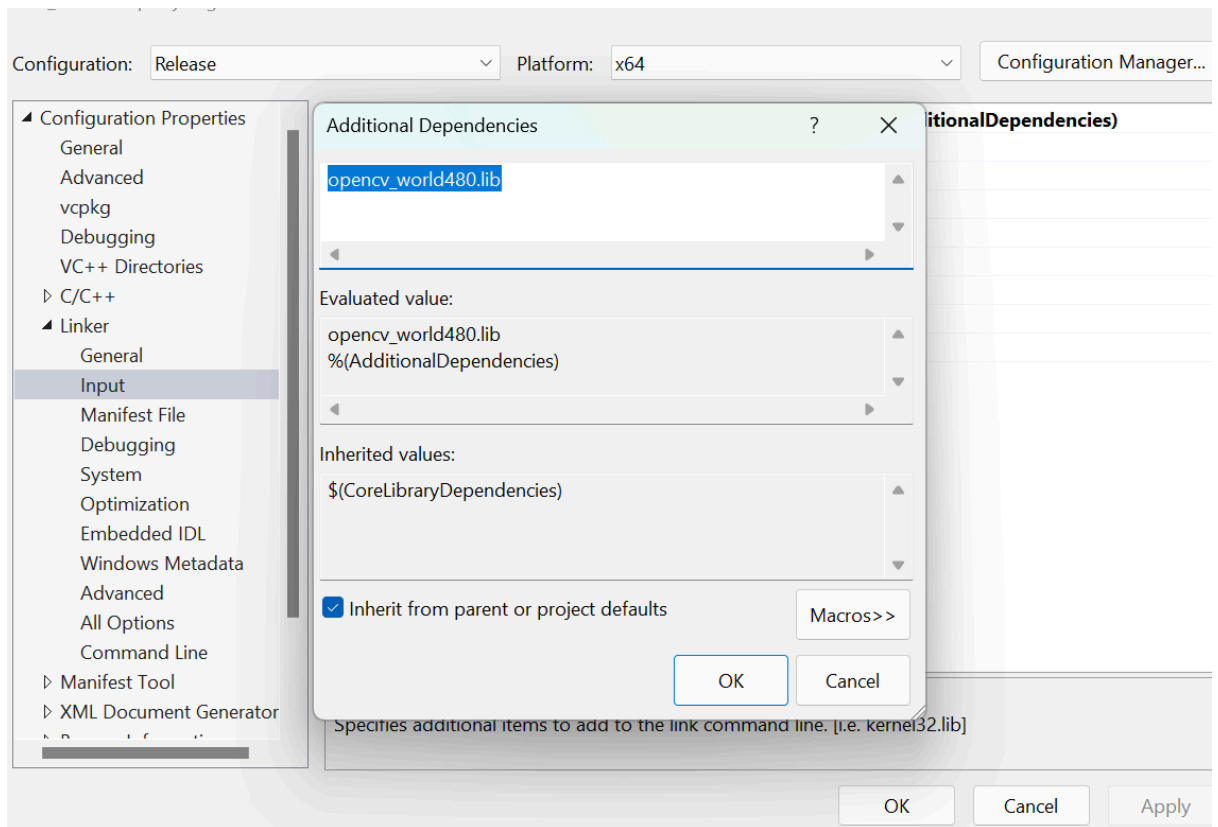 Configuration: Release Platform: x64 Configuration Manager...
Configuration Properties
General
Advanced
vcpkg
Debugging
VC++ Directories
C/C++
Linker
General
Input
Manifest File
Debugging
System
Optimization
Embedded IDL
Windows Metadata
Advanced
All Options
Command Line
Manifest Tool
XML Document Generator
itionalDependencies)
Additional Dependencies ?
opencv_world480.lib
Evaluated value:
opencv_world480.lib
%(AdditionalDependencies)
Inherited values:
$(CoreLibraryDependencies)
Inherit from parent or project defaults
Macros>>
OK Cancel
Specifies additional items to add to the link command line. [i.e. kernel32.lib]
OK Cancel Apply